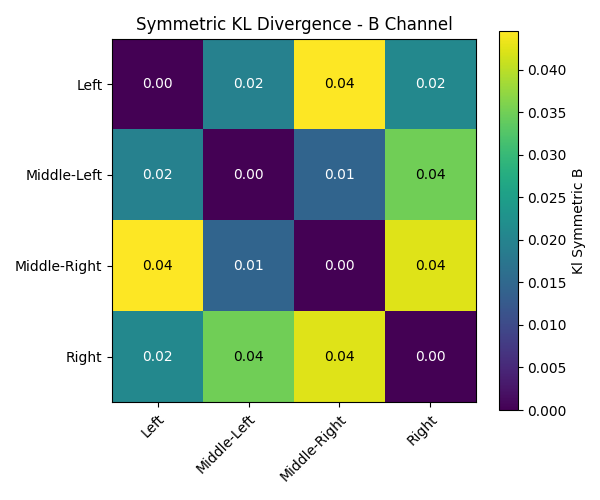 Symmetric KL Divergence - B Channel
Left 0.00 0.02 0.04 0.02
Middle-Left 0.02 0.00 0.01 0.04
Middle-Right 0.04 0.01 0.00 0.04
Right 0.02 0.04 0.04 0.00
Left Middle-Left Middle-Right Right
0.040
0.035
0.030
0.025
0.020
0.015
0.010
0.005
0.000
Kl Symmetric B